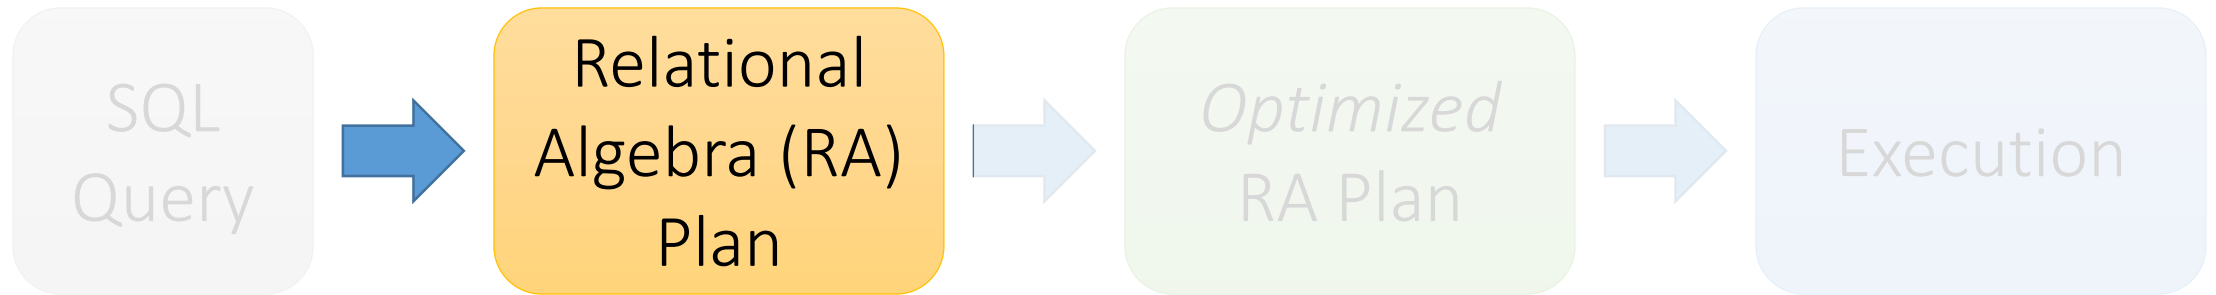 SQL
Query
Relational
Algebra (RA)
Plan
Optimized
RA Plan
Execution